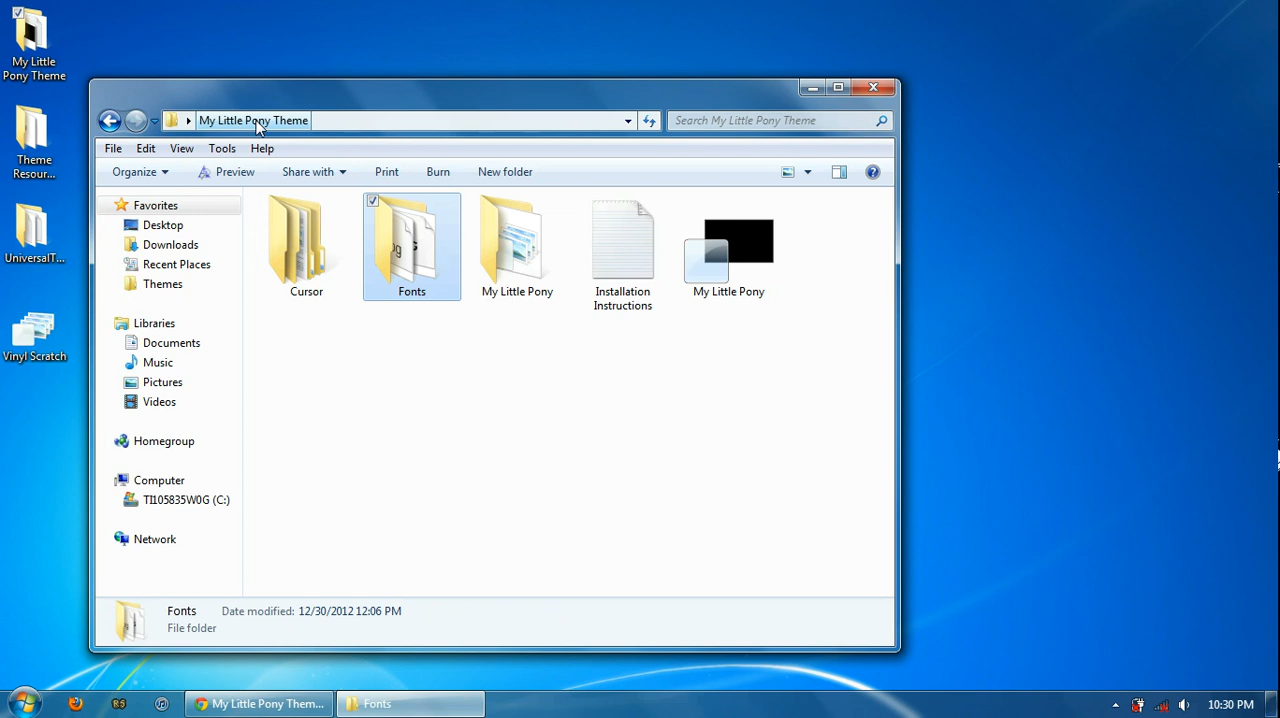 My Little
Pony Theme
Theme
Resour...
UniversalT...
Vinyl Scratch
My Little Pony Theme
Search My Little Pony Theme
File Edit View Tools Help
Organize Preview Share with Print Burn New folder
Favorites
Desktop
Downloads
Recent Places
Themes
Libraries
Documents
Music
Pictures
Videos
Homegroup
Computer
TI105835W0G (C:)
Network
Cursor
Fonts
My Little Pony
Installation
Instructions
My Little Pony
Fonts Date modified: 12/30/2012 12:06 PM
File folder
My Little Pony Them...
Fonts
10:30 PM